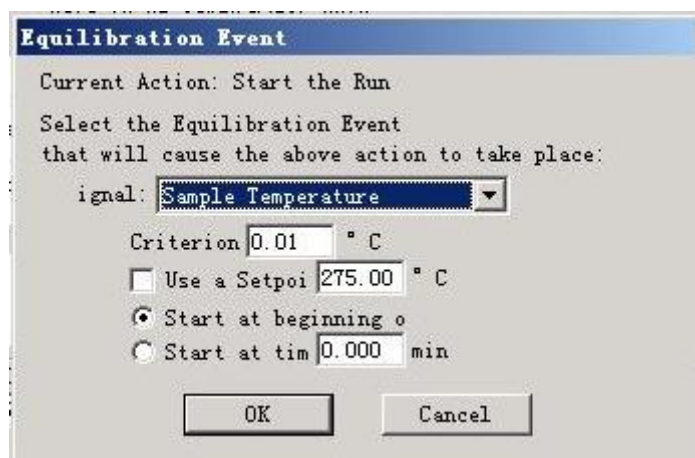 Equilibration Event
Current Action: Start the Run
Select the Equilibration Event
that will cause the above action to take place:
ignal: Sample Temperature
Criterion 0.01 ° C
Use a Setpoi 275.00 ° C
Start at beginning o
Start at tim 0.000 min
OK Cancel